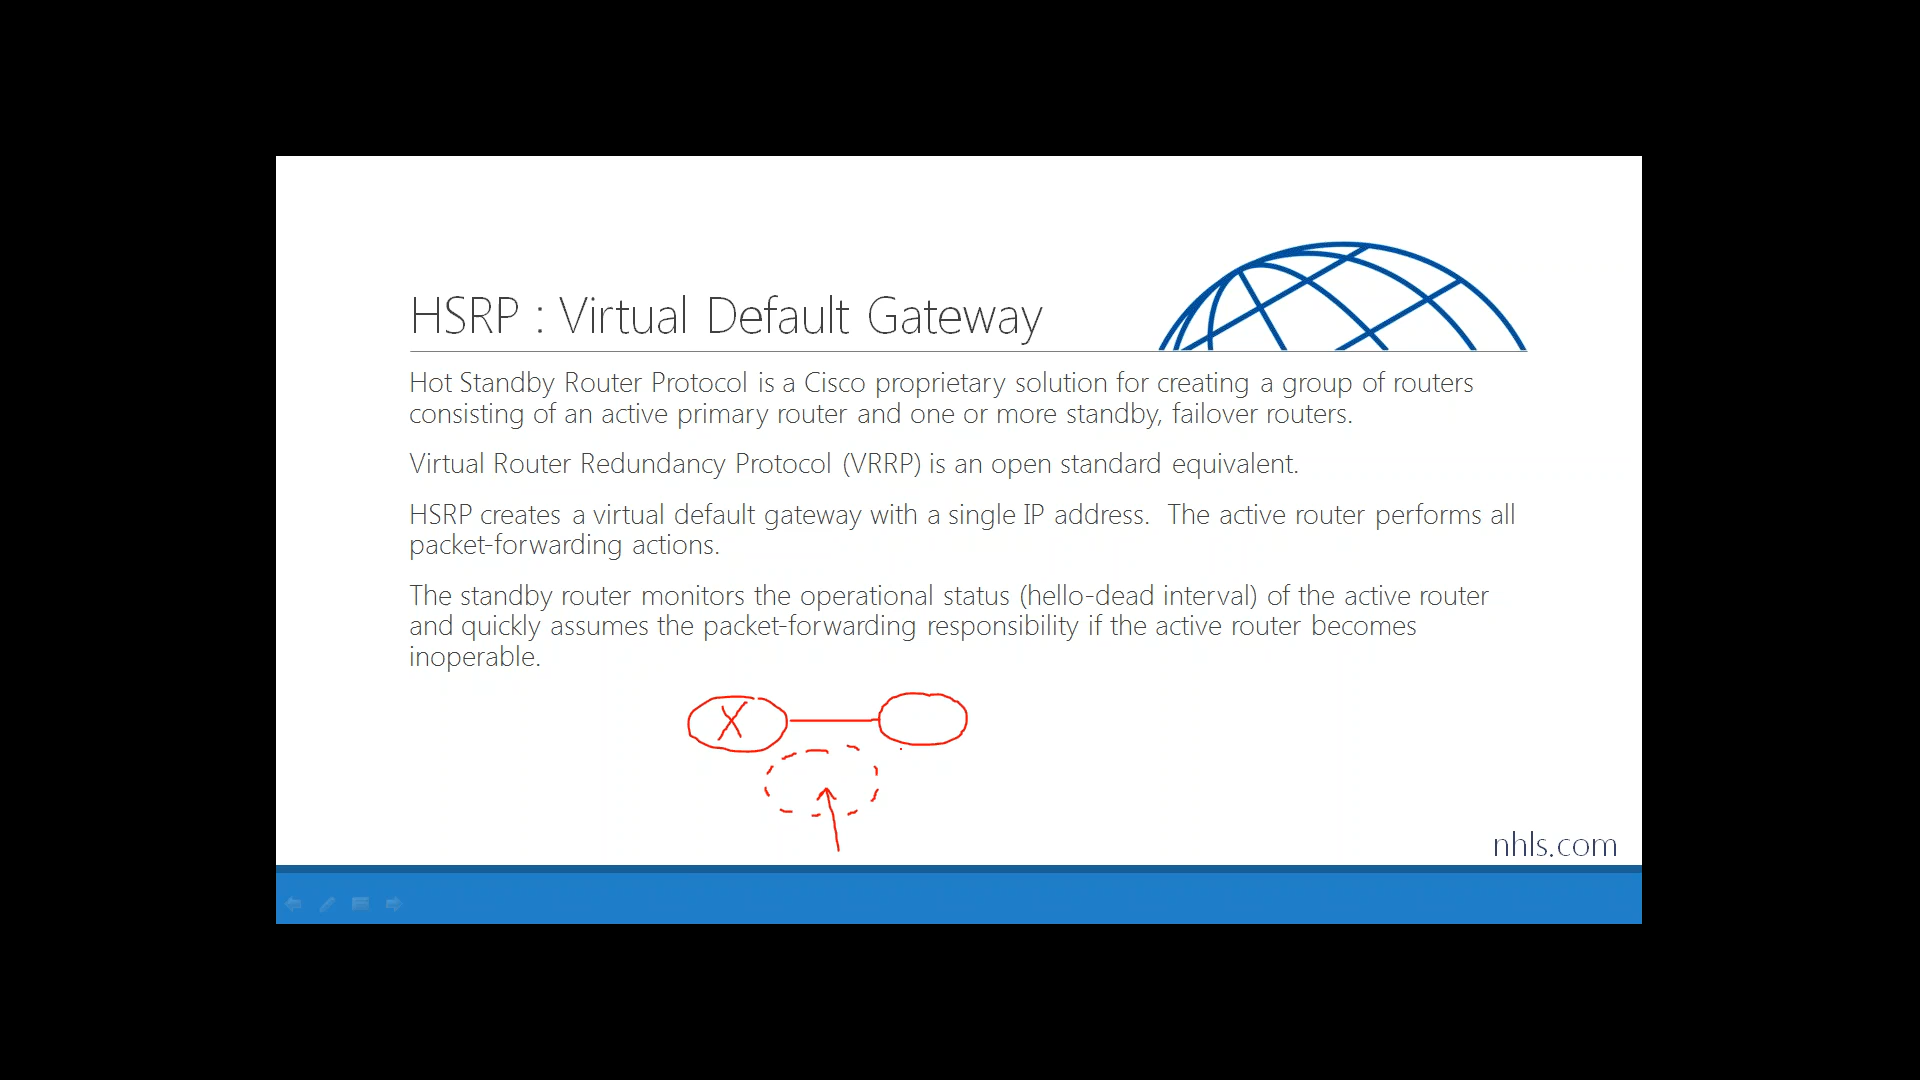 HSRP : Virtual Default Gateway
Hot Standby Router Protocol is a Cisco proprietary solution for creating a group of routers
consisting of an active primary router and one or more standby, failover routers.
Virtual Router Redundancy Protocol (VRRP) is an open standard equivalent.
HSRP creates a virtual default gateway with a single IP address. The active router performs all
packet-forwarding actions.
The standby router monitors the operational status (hello-dead interval) of the active router
and quickly assumes the packet-forwarding responsibility if the active router becomes
inoperable.
X
nhls.com